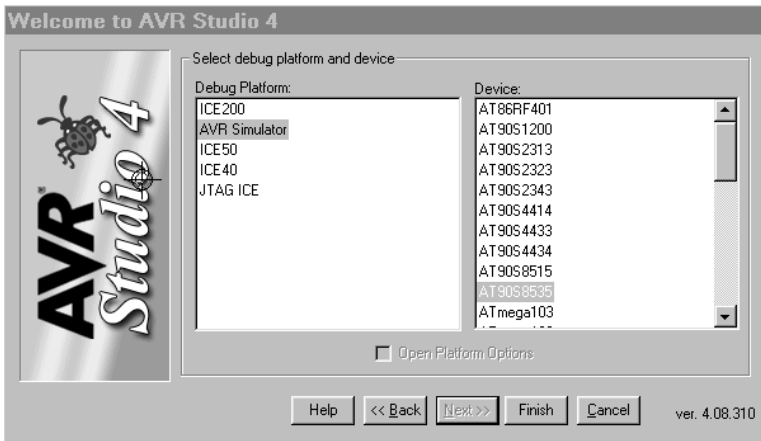 Welcome to AVR Studio 4
AVR
Studio 4
Select debug platform and device
Debug Platform:
ICE200
AVR Simulator
ICE50
ICE40
JTAG ICE
Device:
AT86RF401
AT90S1200
AT90S2313
AT90S2323
AT90S2343
AT90S4414
AT90S4433
AT90S4434
AT90S8515
AT90S8535
ATmega103
Open Platform Options
Help
<< Back
Next >>
Finish
Cancel
ver. 4.08.310